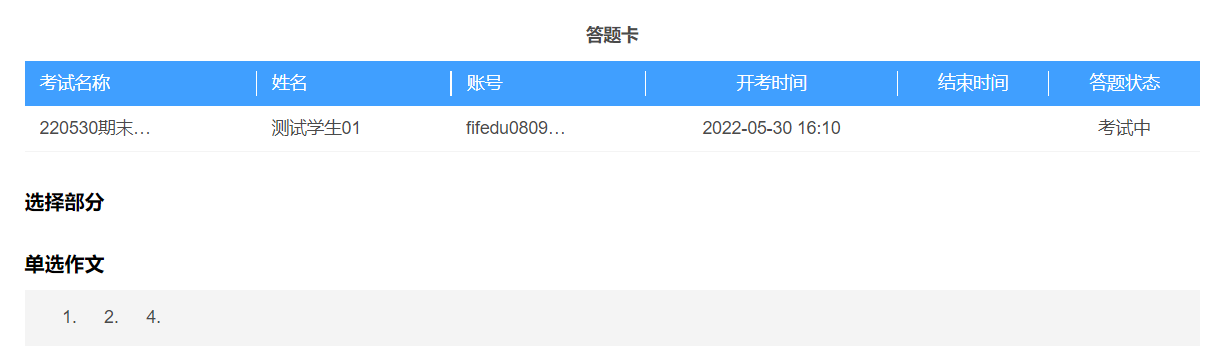 答题卡
考试名称 姓名 账号 开考时间 结束时间 答题状态
220530期末… 测试学生01 fifedu0809… 2022-05-30 16:10 考试中
选择部分
单选作文
1. 2. 4.